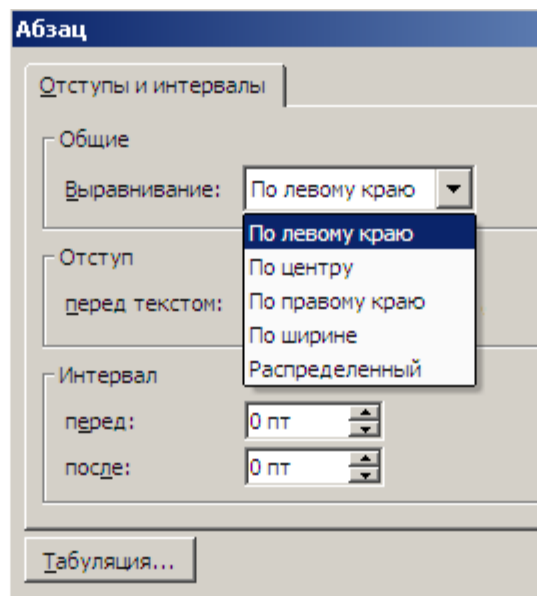 Абзац
Отступы и интервалы
Общие
Выравнивание: По левому краю
По левому краю
По центру
По правому краю
По ширине
Распределенный
Отступ
перед текстом:
Интервал
перед: 0 пт
после: 0 пт
Табуляция...